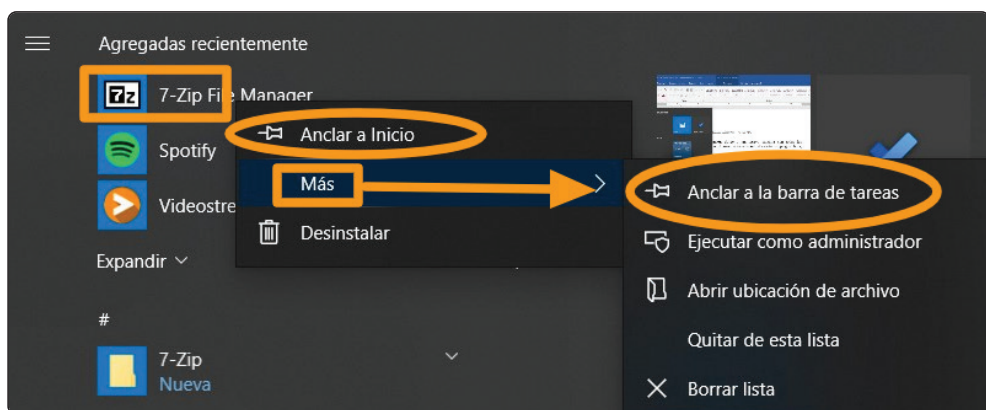 Agregadas recientemente
7z 7-Zip File Manager
Anclar a Inicio
Spotify
Más
Anclar a la barra de tareas
Videostre
Desinstalar
Ejecutar como administrador
Expandir
Abrir ubicación de archivo
#
Quitar de esta lista
7-Zip
Nueva
Borrar lista